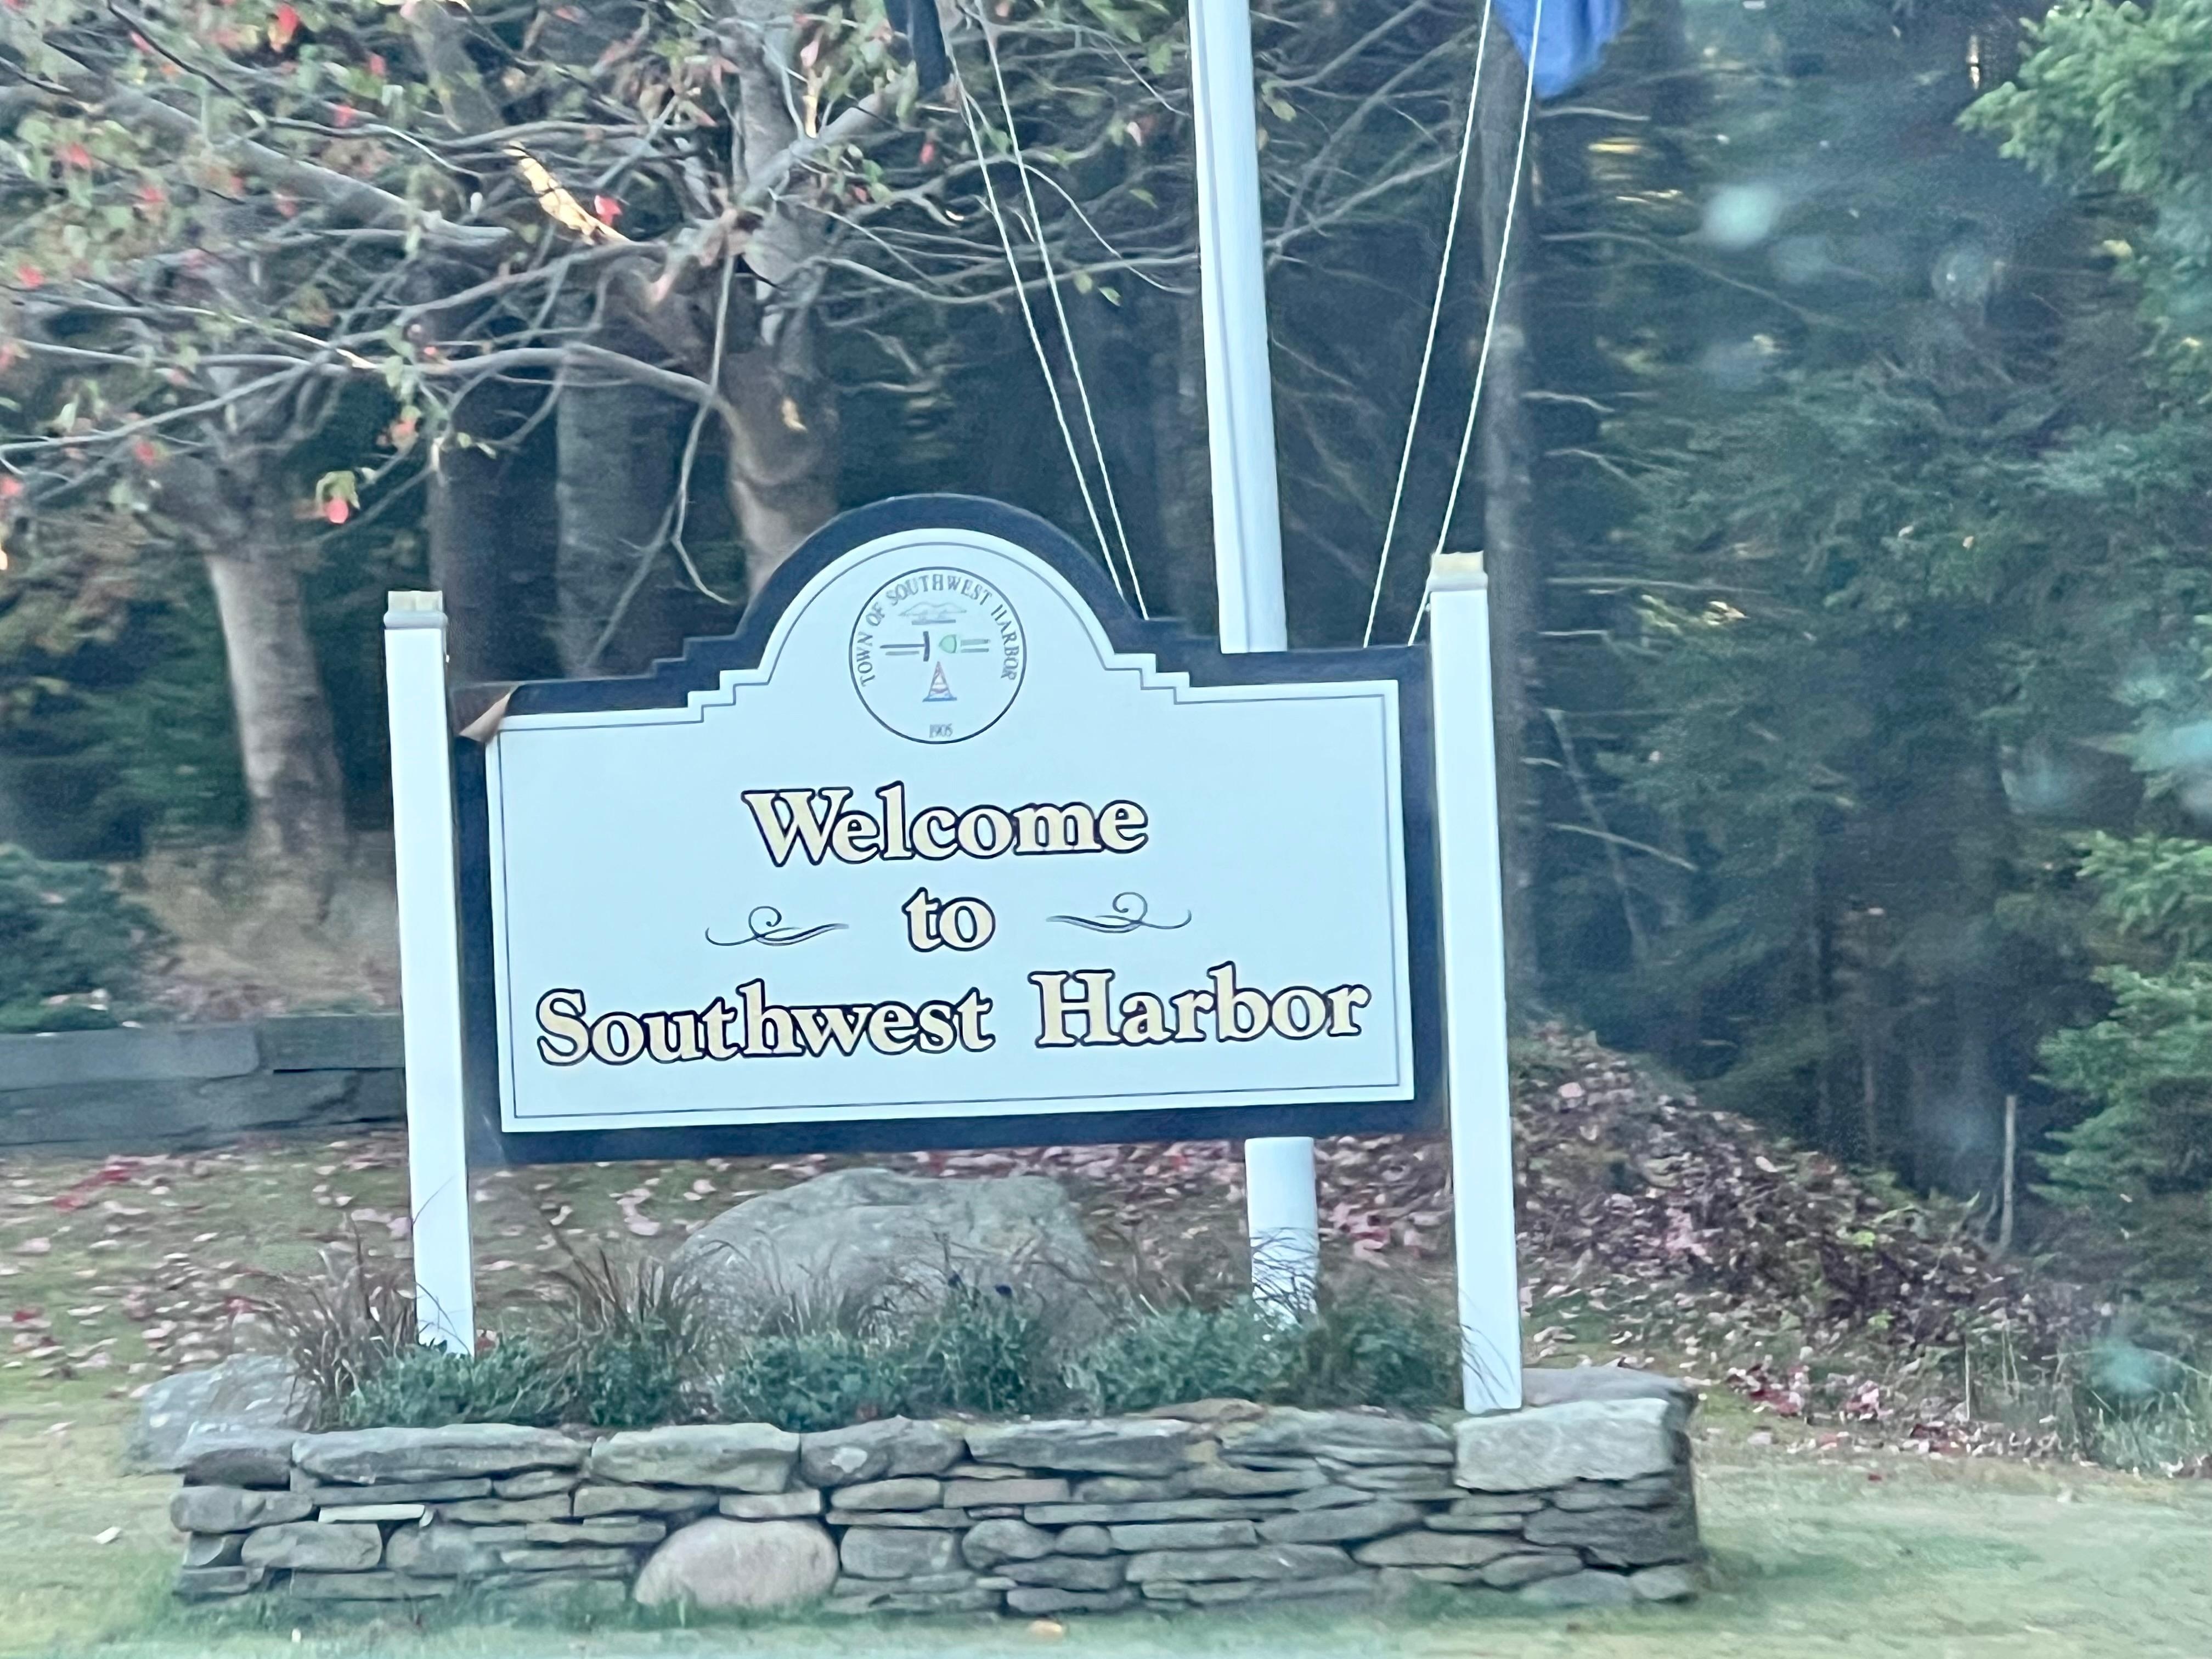 TOWN OF SOUTHWEST HARBOR
1905
Welcome
to
Southwest Harbor